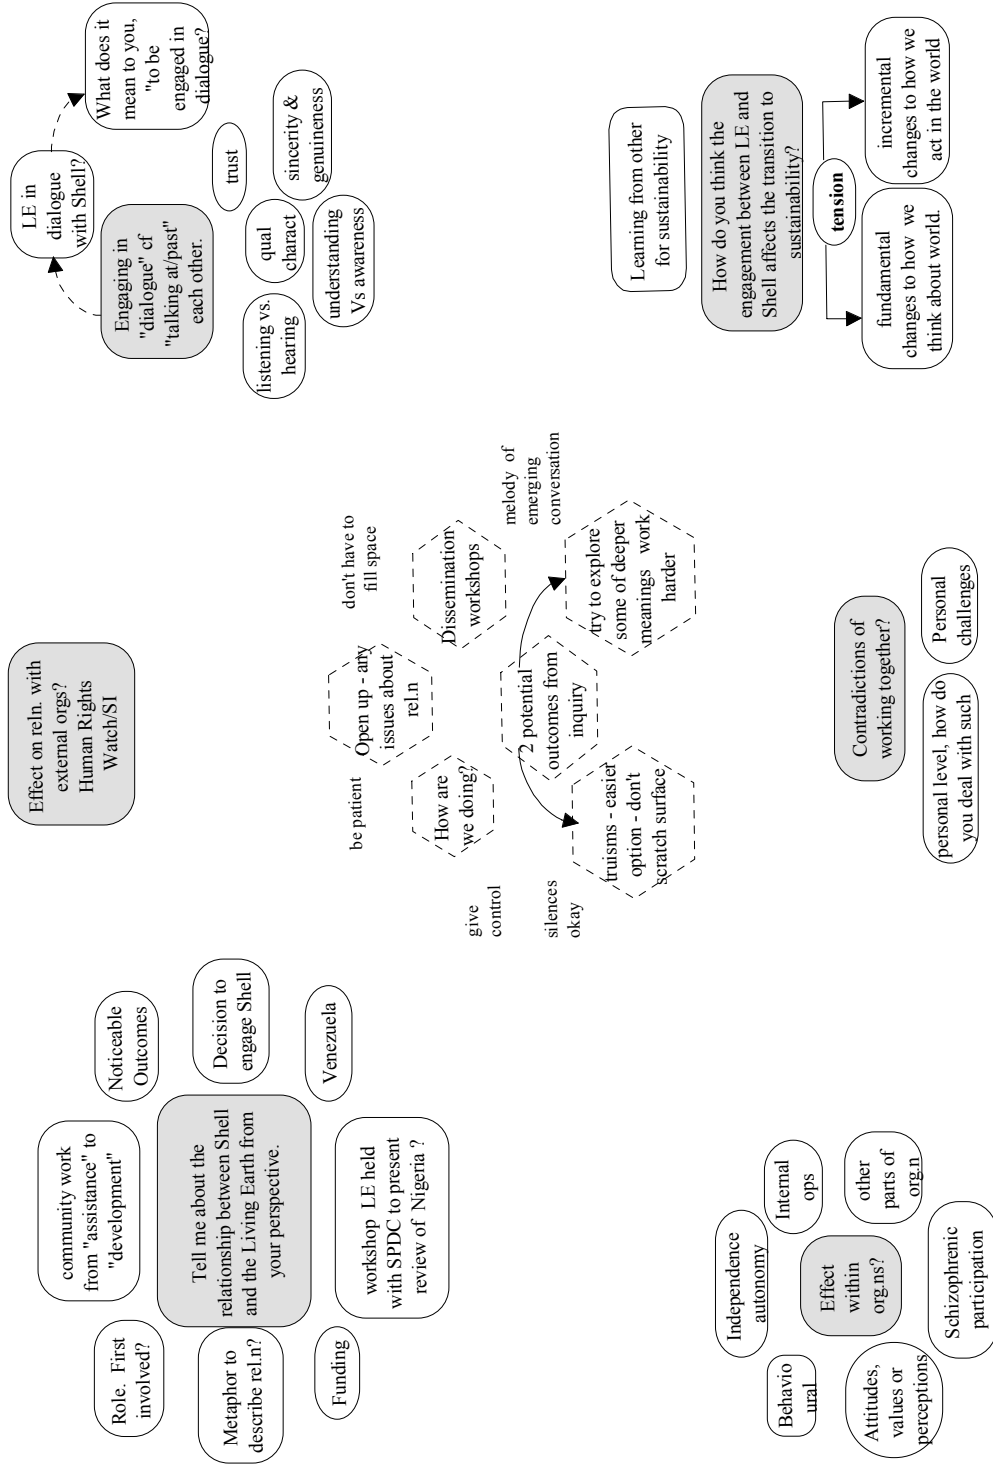 community work
from "assistance" to
"development"
Role. First
involved?
Noticeable
Outcomes
Tell me about the
relationship between Shell
and the Living Earth from
your perspective.
Metaphor to
describe rel.n?
Decision to
engage Shell
Funding
workshop LE held
with SPDC to present
review of Nigeria ?
Venezuela
Effect on reln. with
external orgs?
Human Rights
Watch/SI
LE in
dialogue
with Shell?
What does it
mean to you,
"to be
engaged in
dialogue?
Engaging in
"dialogue" cf
"talking at/past"
each other.
trust
listening vs.
hearing
qual
charact
sincerity &
genuineness
understanding
Vs awareness
be patient
Open up - any
issues about
rel.n
don't have to
fill space
How are
we doing?
Dissemination
workshops
give
control
2 potential
outcomes from
inquiry
melody of
emerging
conversation
silences
okay
truisms - easier
option - don't
scratch surface
try to explore
some of deeper
meanings work
harder
Independence
autonomy
Behavio
ural
Internal
ops
Effect
within
org.ns?
Attitudes,
values or
perceptions
other
parts of
org.n
Schizophrenic
participation
Contradictions of
working together?
personal level, how do
you deal with such
Personal
challenges
Learning from other
for sustainability
How do you think the
engagement between LE and
Shell affects the transition to
sustainability?
tension
fundamental
changes to how we
think about world.
incremental
changes to how we
act in the world